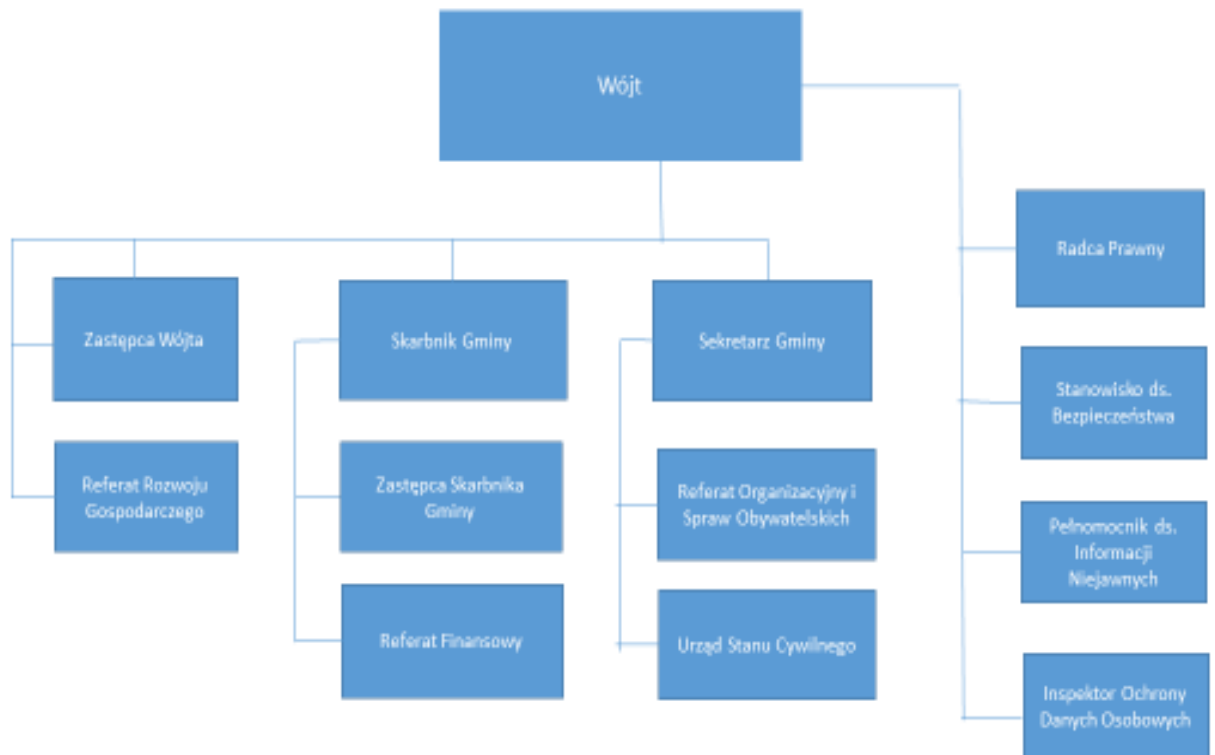 Wójt
Radca Prawny
Zastępca Wójta
Skarbnik Gminy
Sekretarz Gminy
Stanowisko ds.
Bezpieczeństwa
Referat Rozwoju
Gospodarczego
Zastępca Skarbnika
Gminy
Referat Organizacyjny i
Spraw Obywatelskich
Pełnomocnik ds.
Informacji
Niejawnych
Referat Finansowy
Urząd Stanu Cywilnego
Inspektor Ochrony
Danych Osobowych